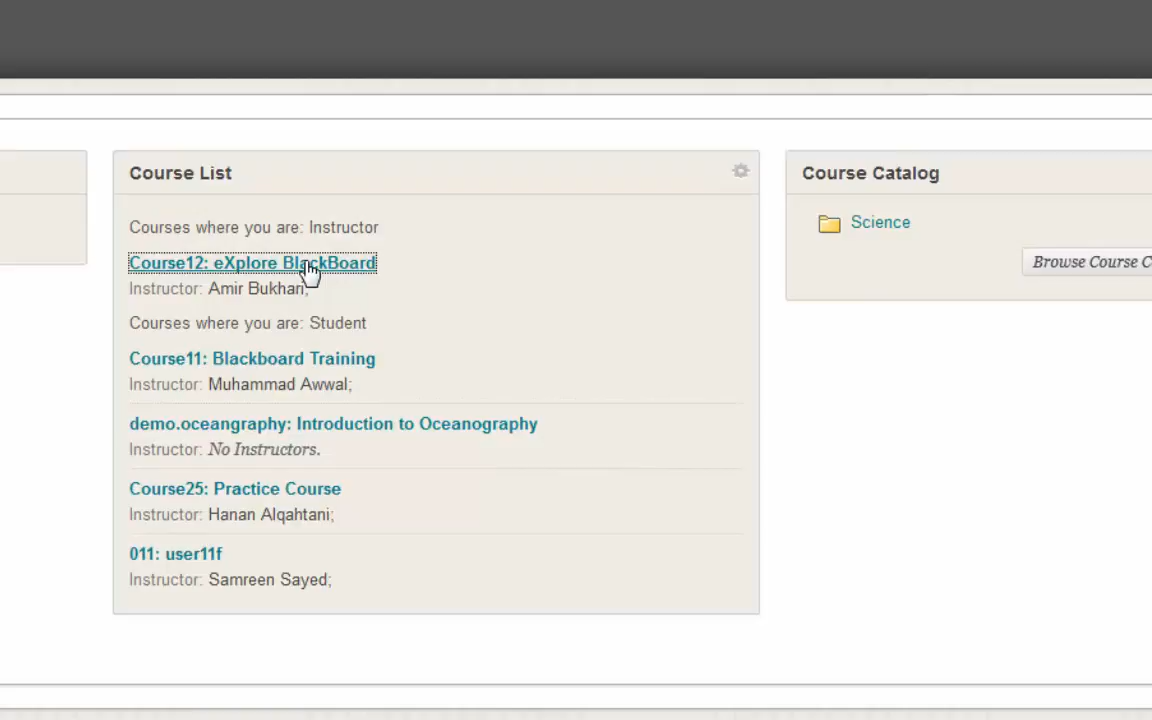 Course List
Courses where you are: Instructor
Course12: eXplore BlackBoard
Instructor: Amir Bukhari;
Courses where you are: Student
Course11: Blackboard Training
Instructor: Muhammad Awwal;
demo.oceangraphy: Introduction to Oceanography
Instructor: No Instructors.
Course25: Practice Course
Instructor: Hanan Alqahtani;
011: user11f
Instructor: Samreen Sayed;
Course Catalog
Science
Browse Course C